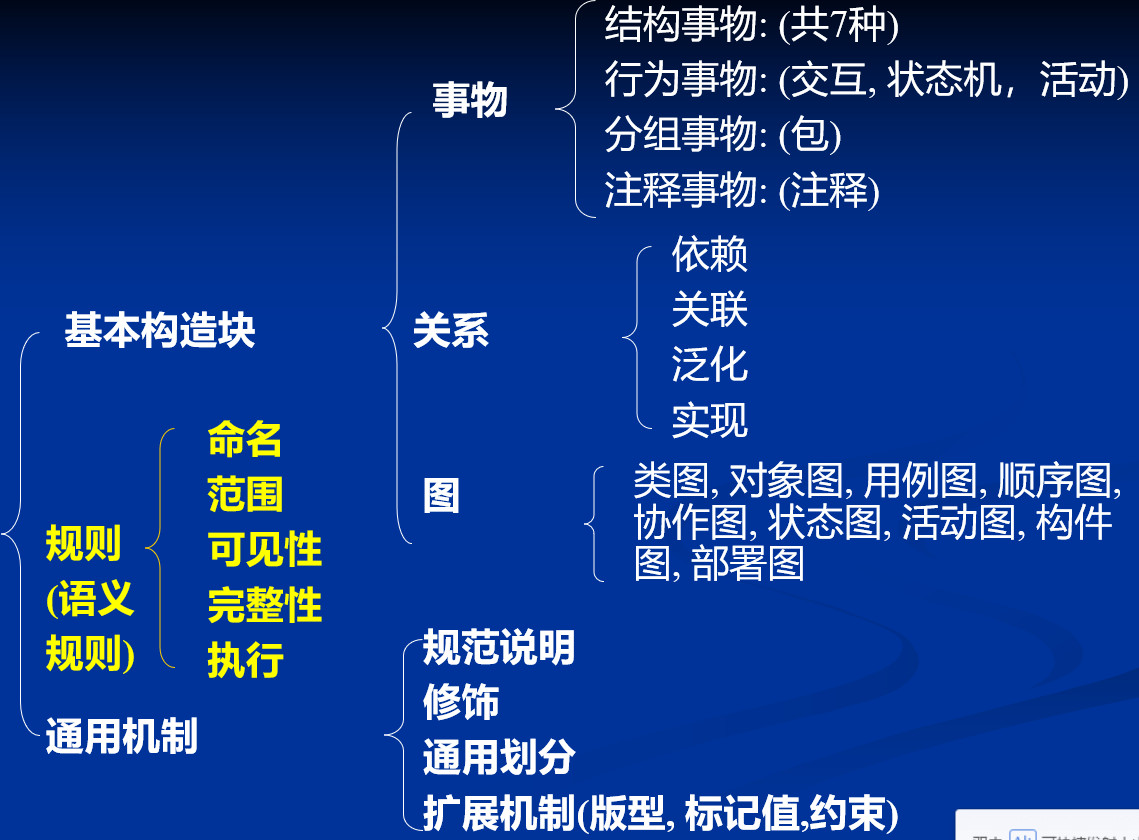 结构事物: (共7种)
行为事物: (交互, 状态机，活动)
事物
分组事物: (包)
注释事物: (注释)
依赖
关联
基本构造块
关系
泛化
实现
命名
范围
图
类图, 对象图, 用例图, 顺序图,
协作图, 状态图, 活动图, 构件
图, 部署图
规则
(语义
规则)
可见性
完整性
执行
规范说明
修饰
通用机制
通用划分
扩展机制(版型, 标记值,约束)